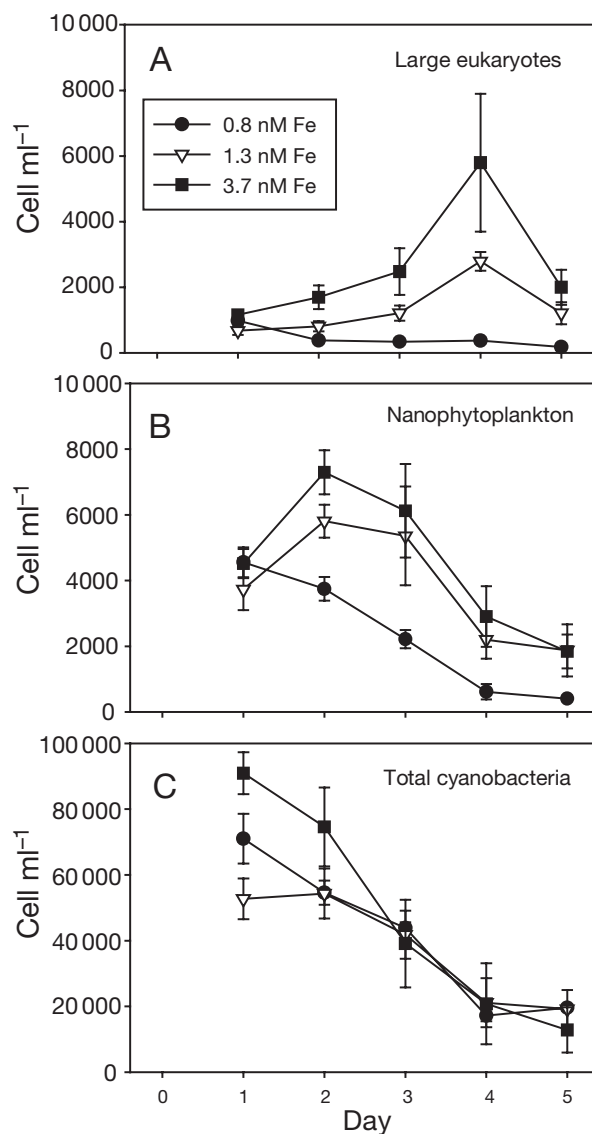 10 000
8000
6000
4000
2000
0
Cell ml⁻¹
A
Large eukaryotes
0.8 nM Fe
1.3 nM Fe
3.7 nM Fe
10 000
8000
6000
4000
2000
0
Cell ml⁻¹
B
Nanophytoplankton
100 000
80 000
60 000
40 000
20 000
0
Cell ml⁻¹
C
Total cyanobacteria
0 1 2 3 4 5
Day